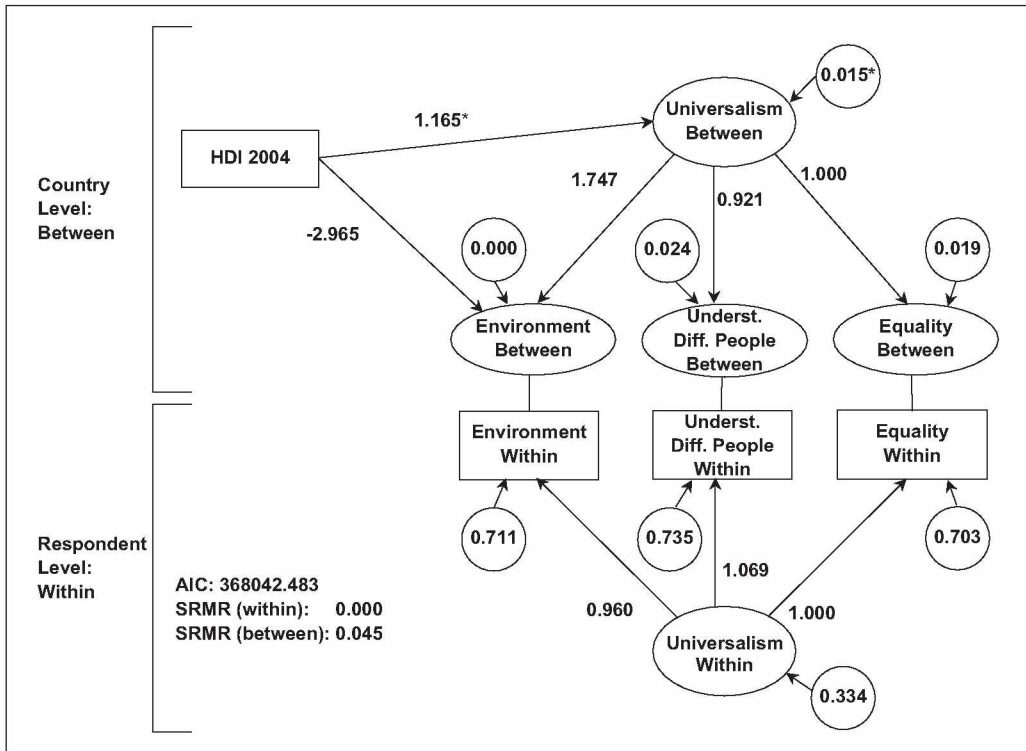 0.015*
Universalism
Between
1.165*
HDI 2004
Country
Level:
Between
1.747
0.921
1.000
-2.965
0.000
0.024
0.019
Environment
Between
Underst.
Diff. People
Between
Equality
Between
Environment
Within
Underst.
Diff. People
Within
Equality
Within
0.711
0.735
0.703
Respondent
Level:
Within
AIC: 368042.483
SRMR (within): 0.000
SRMR (between): 0.045
0.960
1.069
1.000
Universalism
Within
0.334